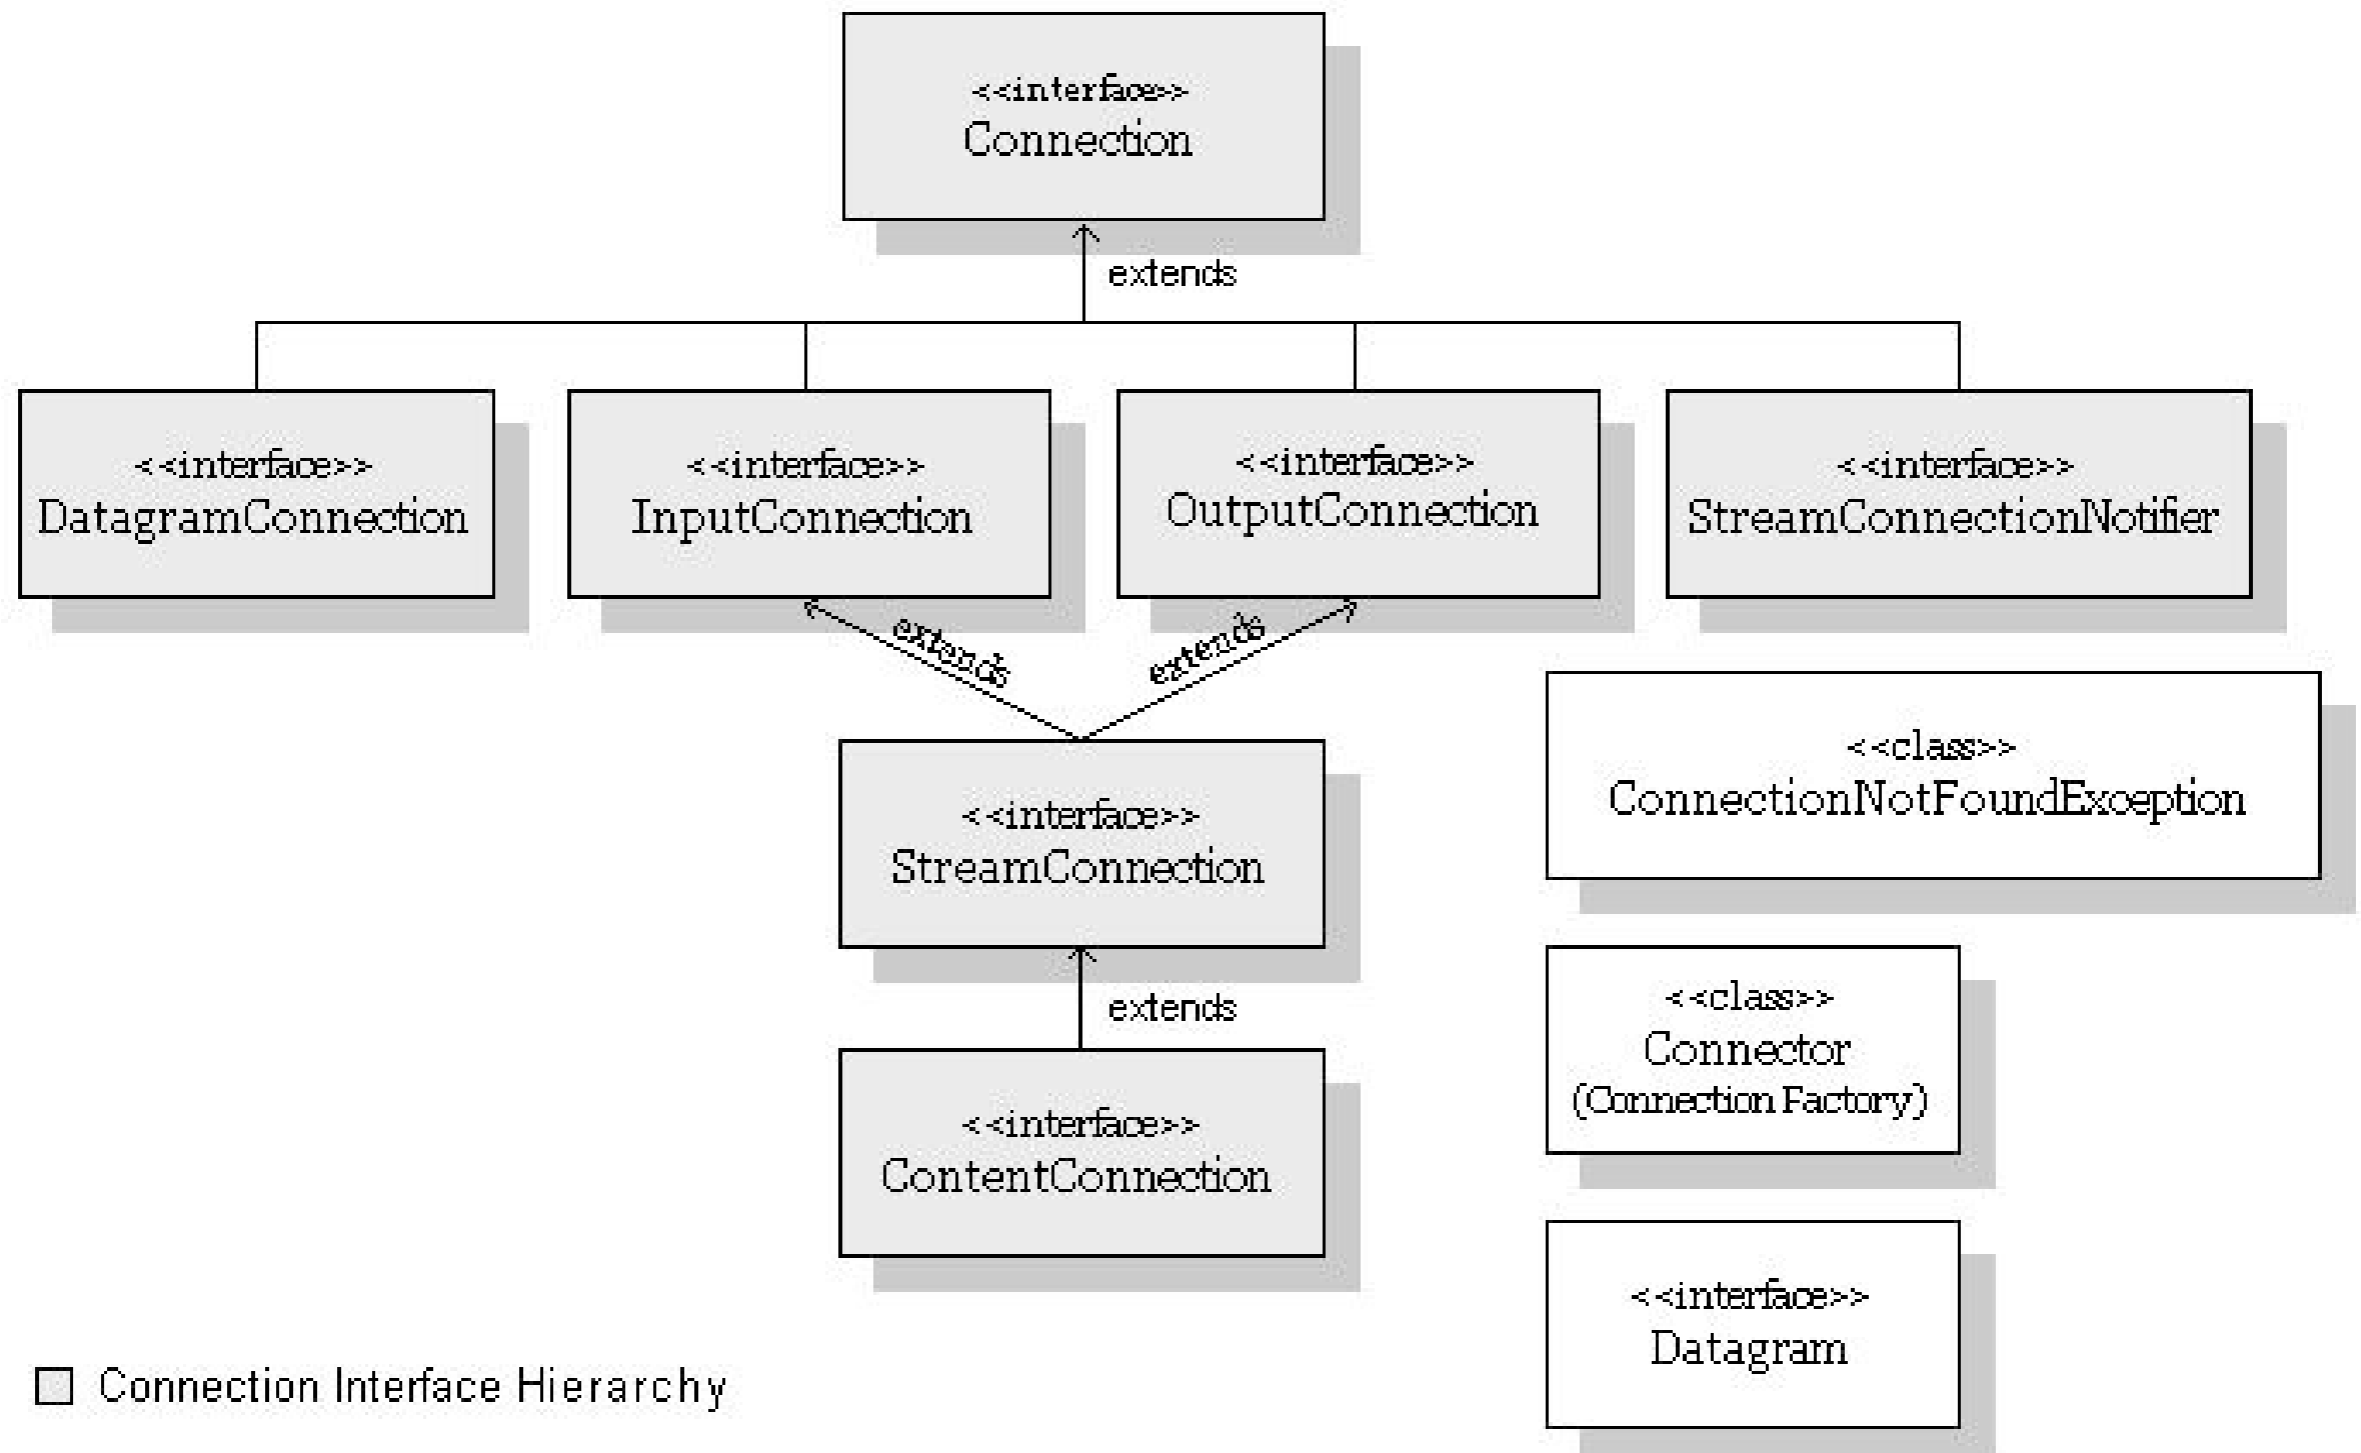 <<interface>>
Connection
extends
<<interface>>
DatagramConnection
<<interface>>
InputConnection
<<interface>>
OutputConnection
<<interface>>
StreamConnectionNotifier
extends
extends
<<class>>
ConnectionNotFoundException
<<interface>>
StreamConnection
<<class>>
Connector
(Connection Factory)
extends
<<interface>>
ContentConnection
<<interface>>
Datagram
Connection Interface Hierarchy